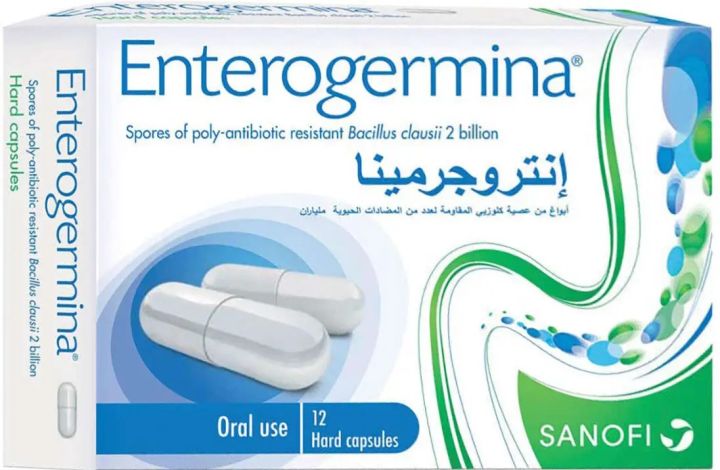 Enterogermina®
Spores of poly-antibiotic resistant Bacillus clausii 2 billion
إنتروجرمينا
أبواغ من عصية كلوزيي المقاومة لعدد من المضادات الحيوية ملياران
Oral use
12
Hard capsules
SANOFI
Enterogermina®
Spores of poly-antibiotic resistant Bacillus clausii 2 billion
Hard capsules